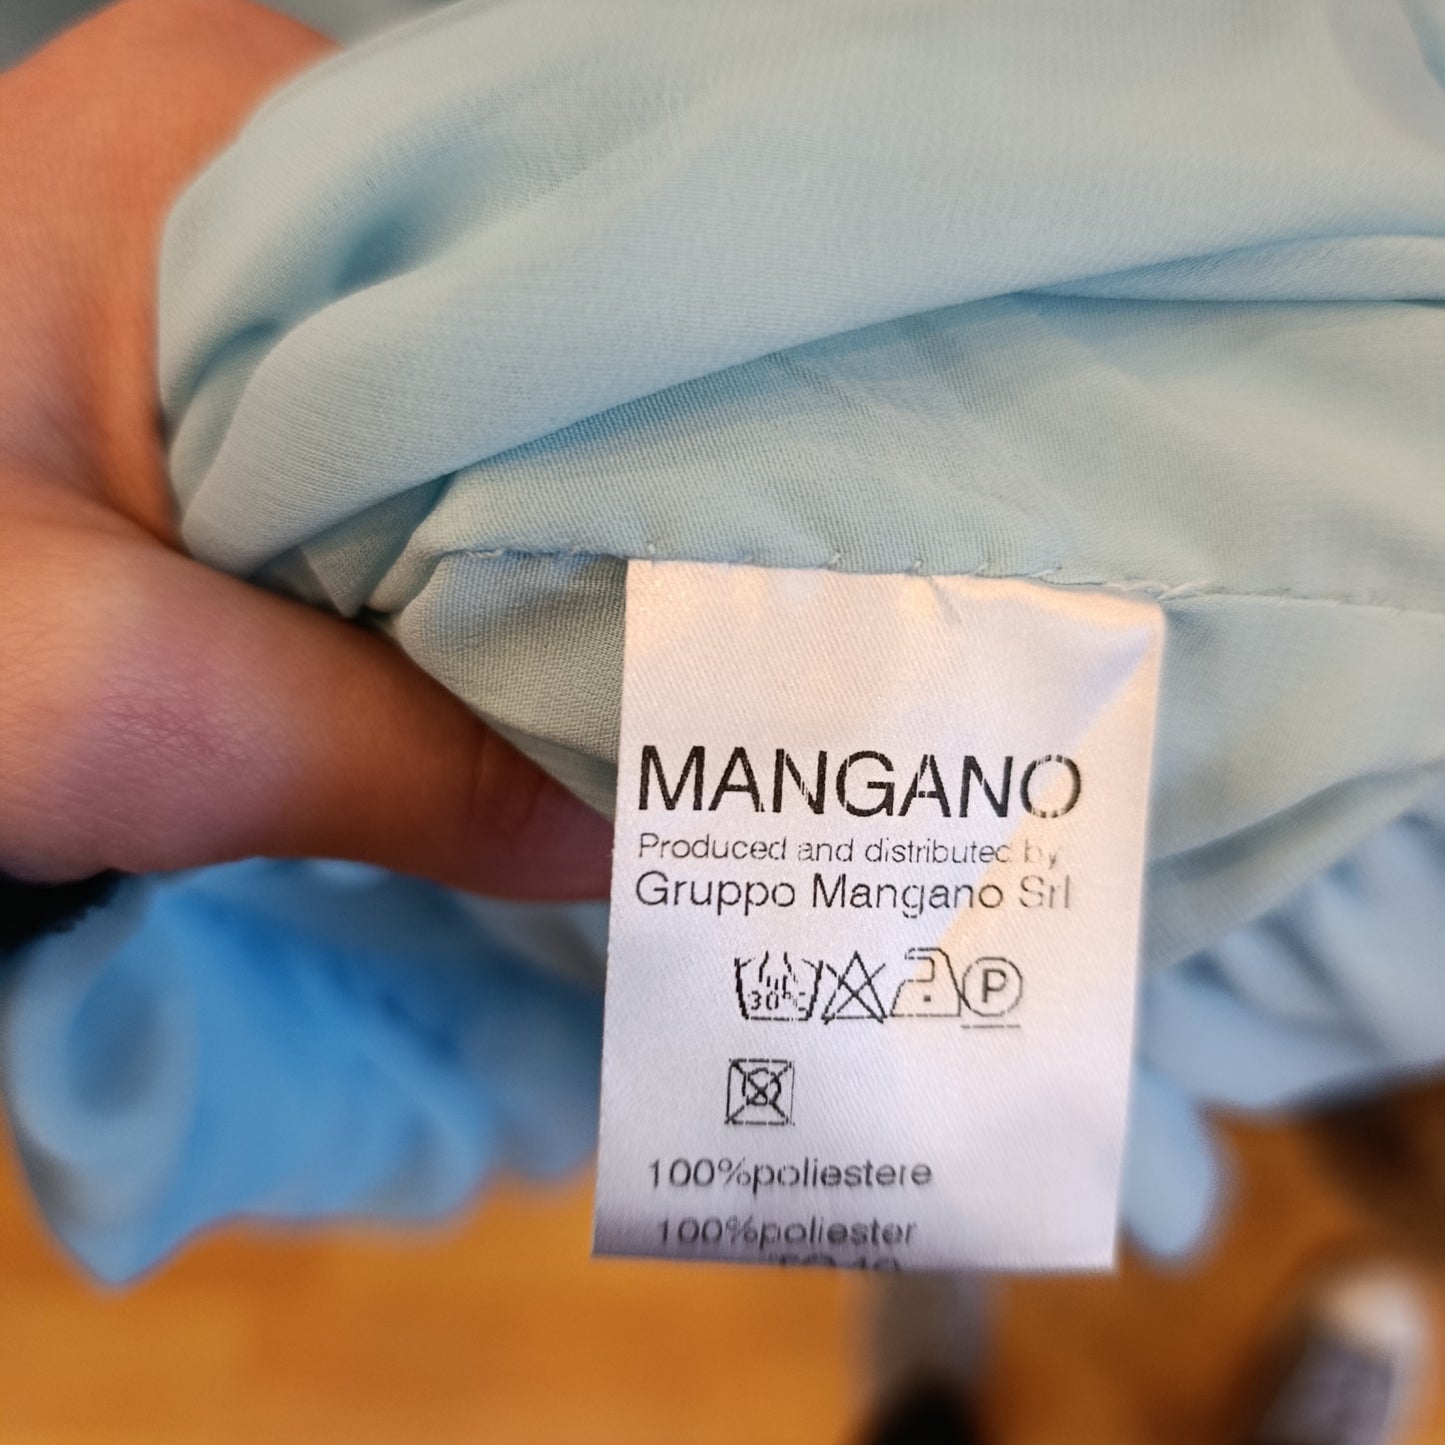 MANGANO
Produced and distributed by
Gruppo Mangano Srl
30°
P
100%poliestere
100%poliester